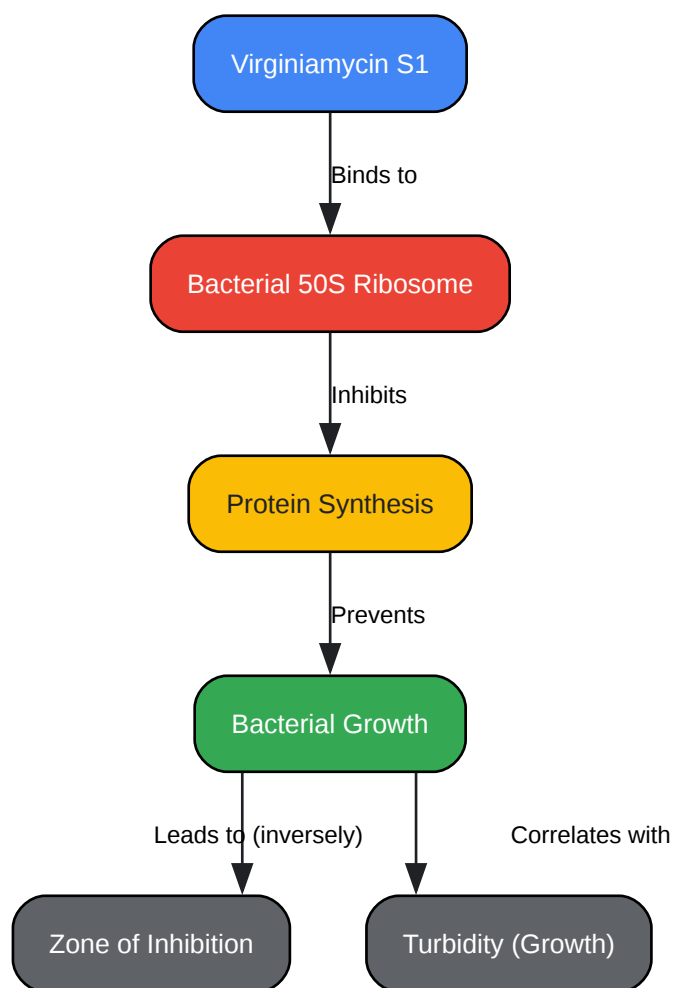 Virginiamycin S1
Binds to
Bacterial 50S Ribosome
Inhibits
Protein Synthesis
Prevents
Bacterial Growth
Leads to (inversely)
Correlates with
Zone of Inhibition
Turbidity (Growth)